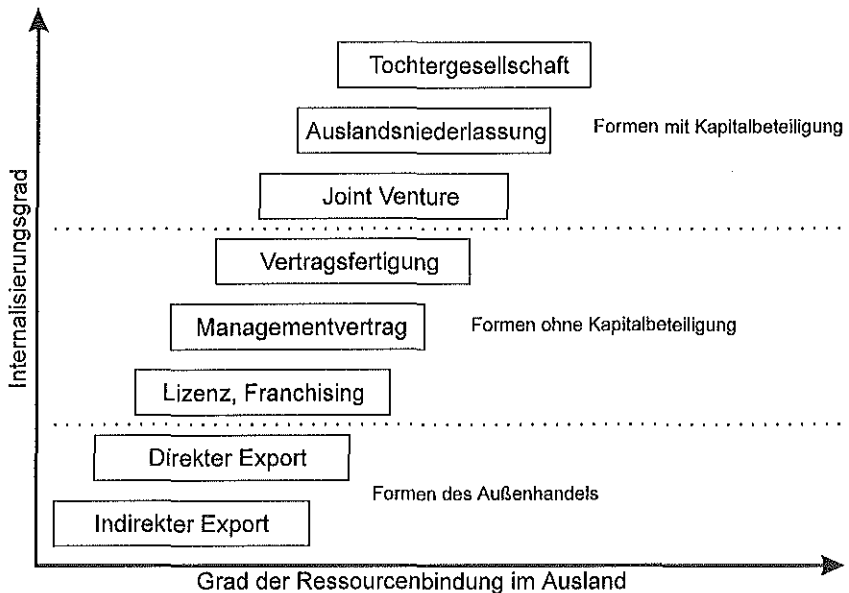 Tochtergesellschaft
Auslandsniederlassung
Formen mit Kapitalbeteiligung
Joint Venture
Vertragsfertigung
Managementvertrag
Formen ohne Kapitalbeteiligung
Lizenz, Franchising
Direkter Export
Formen des Außenhandels
Indirekter Export
Internalisierungsgrad
Grad der Ressourcenbindung im Ausland